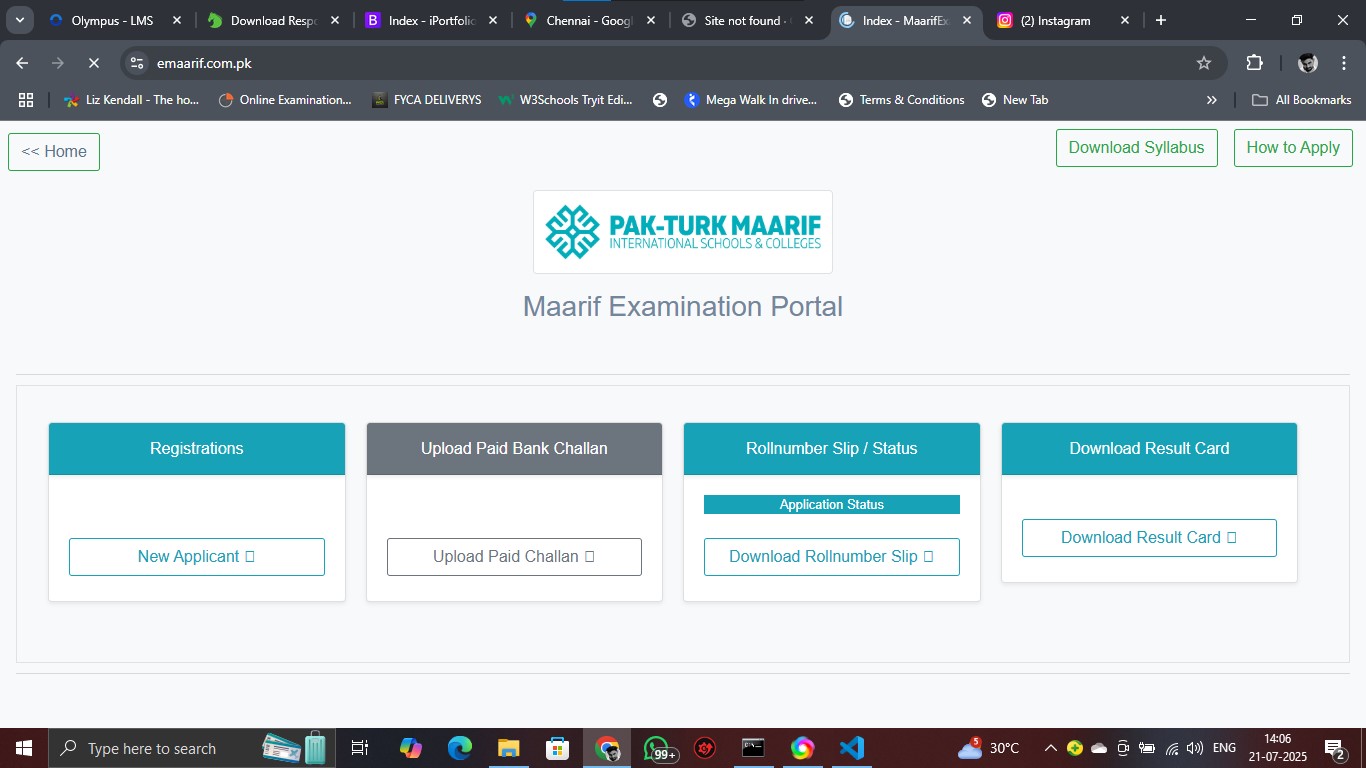 Olympus - LMS
Download Resp
Index - iPortfolio
Chennai - Googl
Site not found ·
Index - MaarifEx
(2) Instagram
emaarif.com.pk
Liz Kendall - The ho...
Online Examination...
FYCA DELIVERYS
W3Schools Tryit Edi...
Mega Walk In drive...
Terms & Conditions
New Tab
»
All Bookmarks
<< Home
Download Syllabus
How to Apply
PAK-TURK MAARIF
INTERNATIONAL SCHOOLS & COLLEGES
Maarif Examination Portal
Registrations
New Applicant
Upload Paid Bank Challan
Upload Paid Challan
Rollnumber Slip / Status
Application Status
Download Rollnumber Slip
Download Result Card
Download Result Card
Type here to search
99+
5
30°C
ENG
14:06
21-07-2025
2